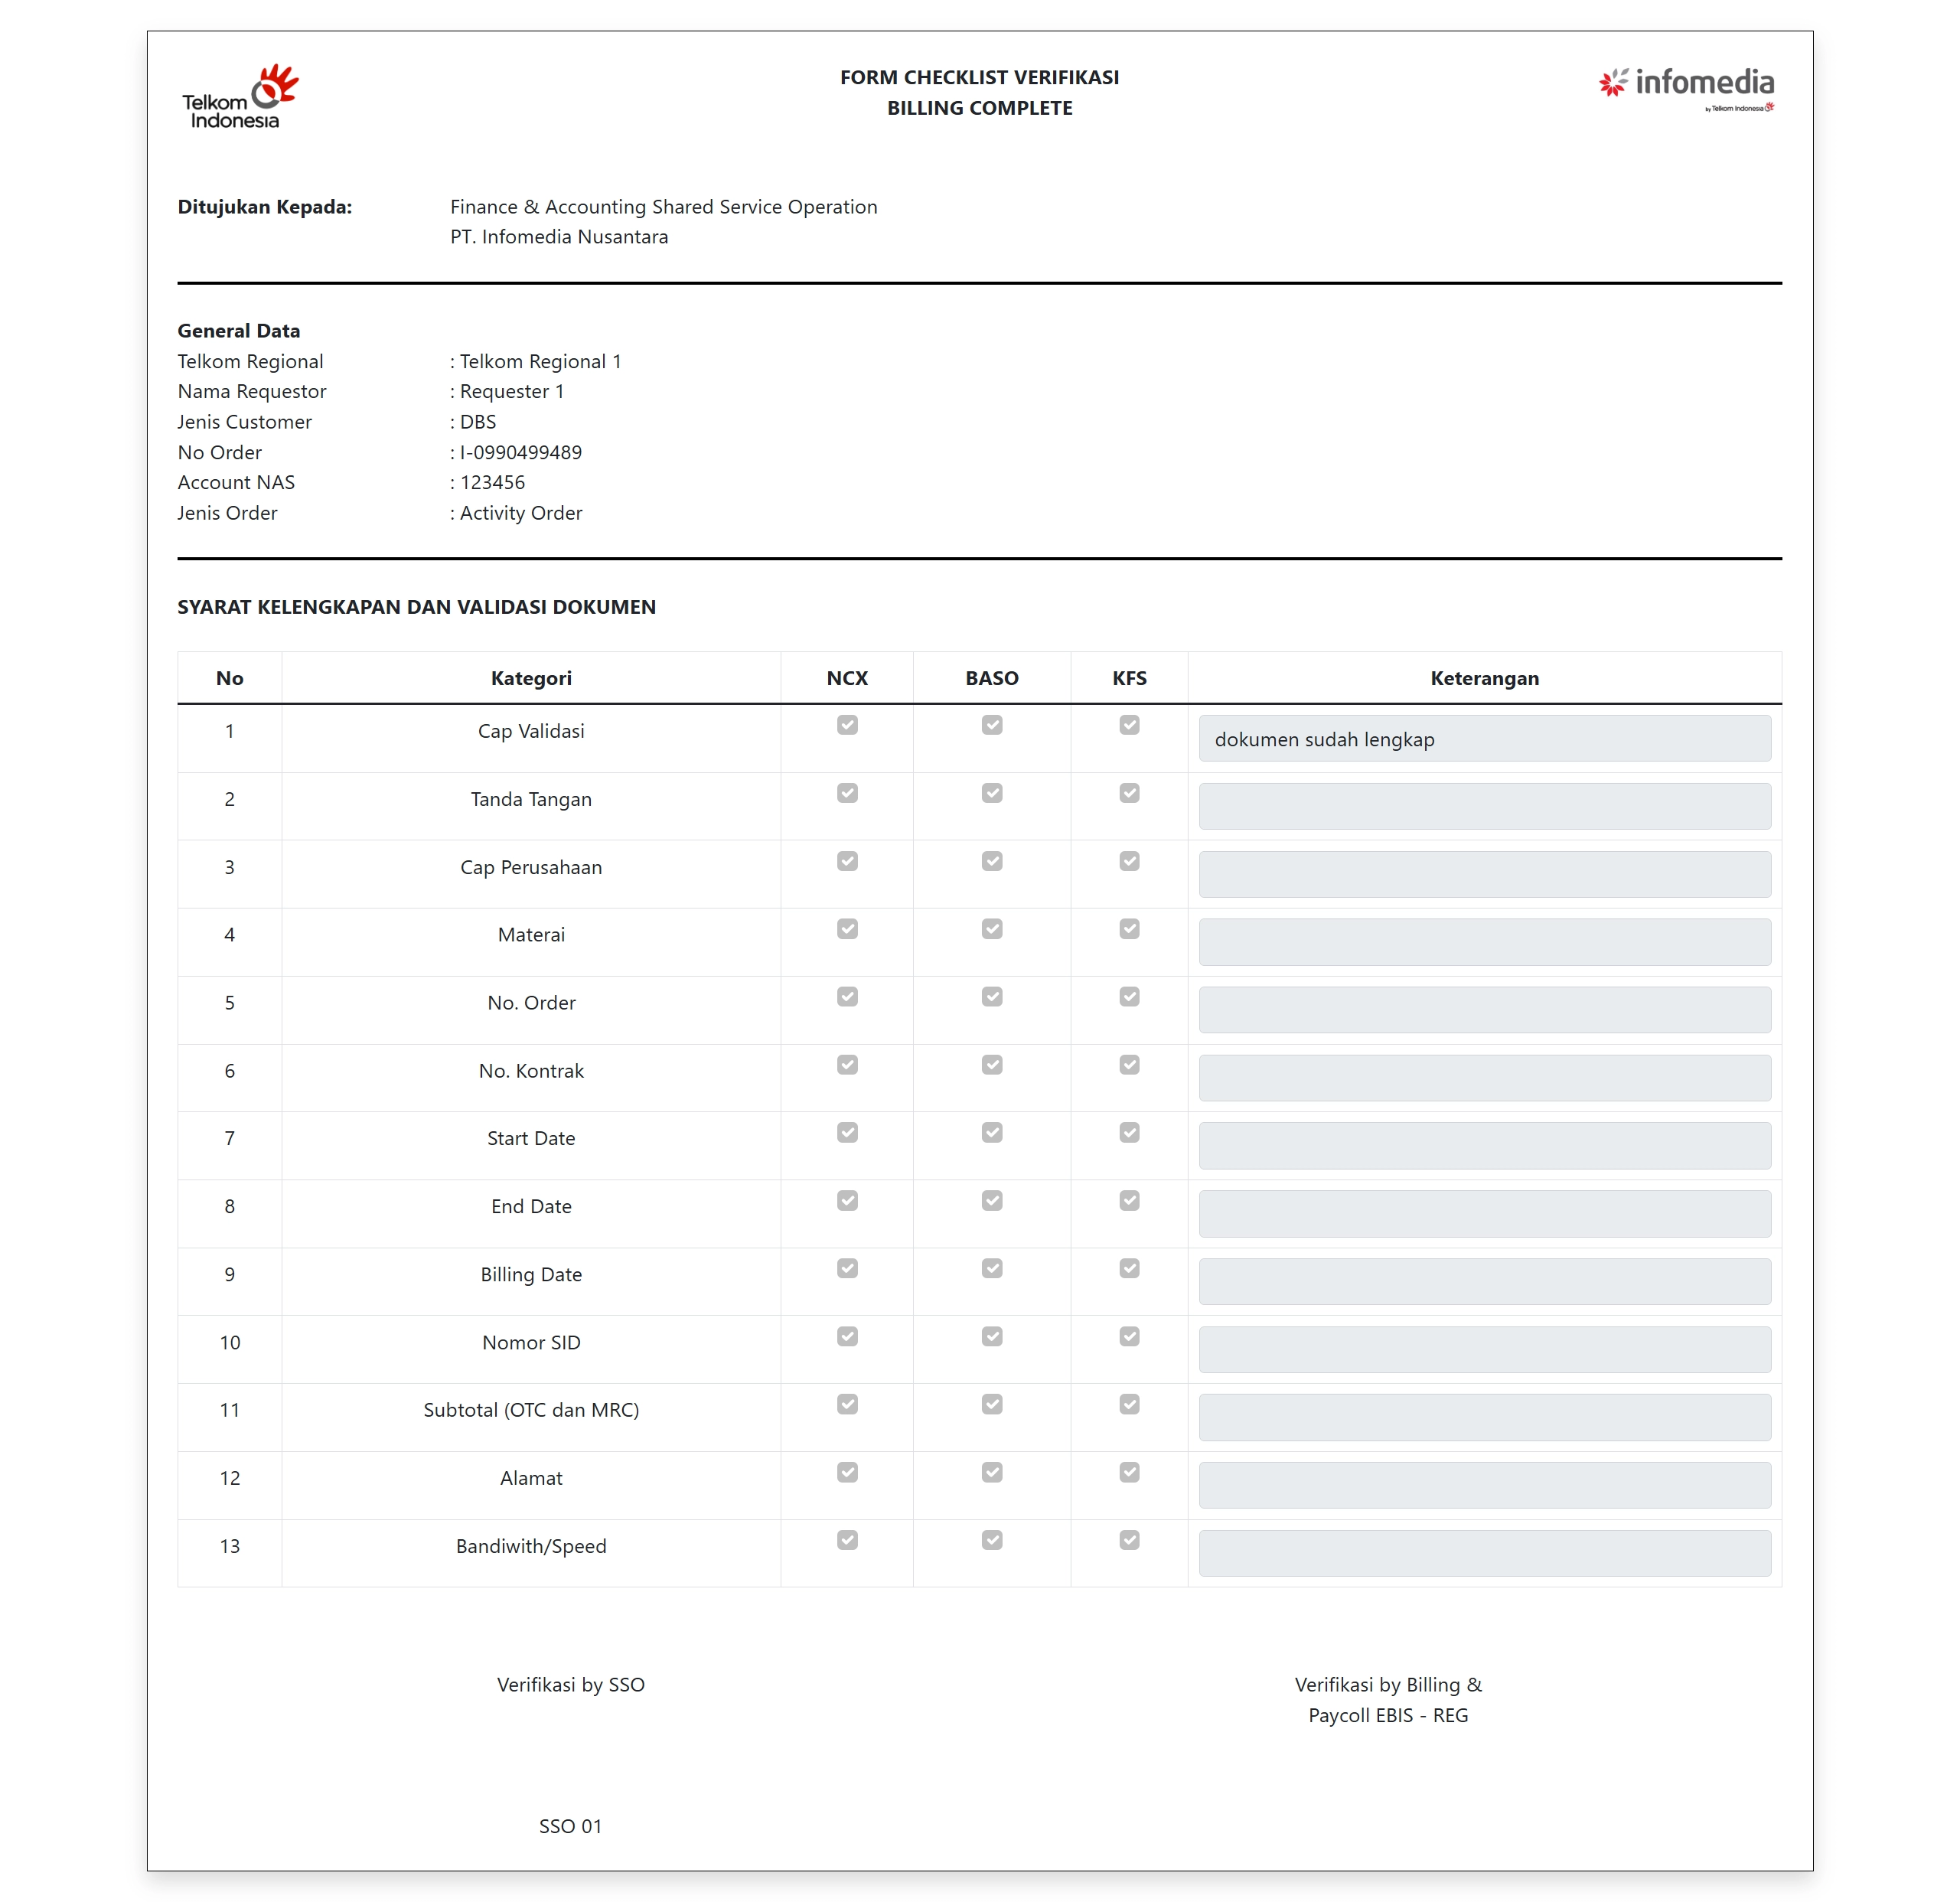 Telkom
Indonesia
FORM CHECKLIST VERIFIKASI
BILLING COMPLETE
infomedia
by Telkom Indonesia
Ditujukan Kepada:
Finance & Accounting Shared Service Operation
PT. Infomedia Nusantara
General Data
Telkom Regional : Telkom Regional 1
Nama Requestor : Requester 1
Jenis Customer : DBS
No Order : I-0990499489
Account NAS : 123456
Jenis Order : Activity Order
SYARAT KELENGKAPAN DAN VALIDASI DOKUMEN
No Kategori NCX BASO KFS Keterangan
1 Cap Validasi dokumen sudah lengkap
2 Tanda Tangan
3 Cap Perusahaan
4 Materai
5 No. Order
6 No. Kontrak
7 Start Date
8 End Date
9 Billing Date
10 Nomor SID
11 Subtotal (OTC dan MRC)
12 Alamat
13 Bandiwith/Speed
Verifikasi by SSO
Verifikasi by Billing &
Paycoll EBIS - REG
SSO 01